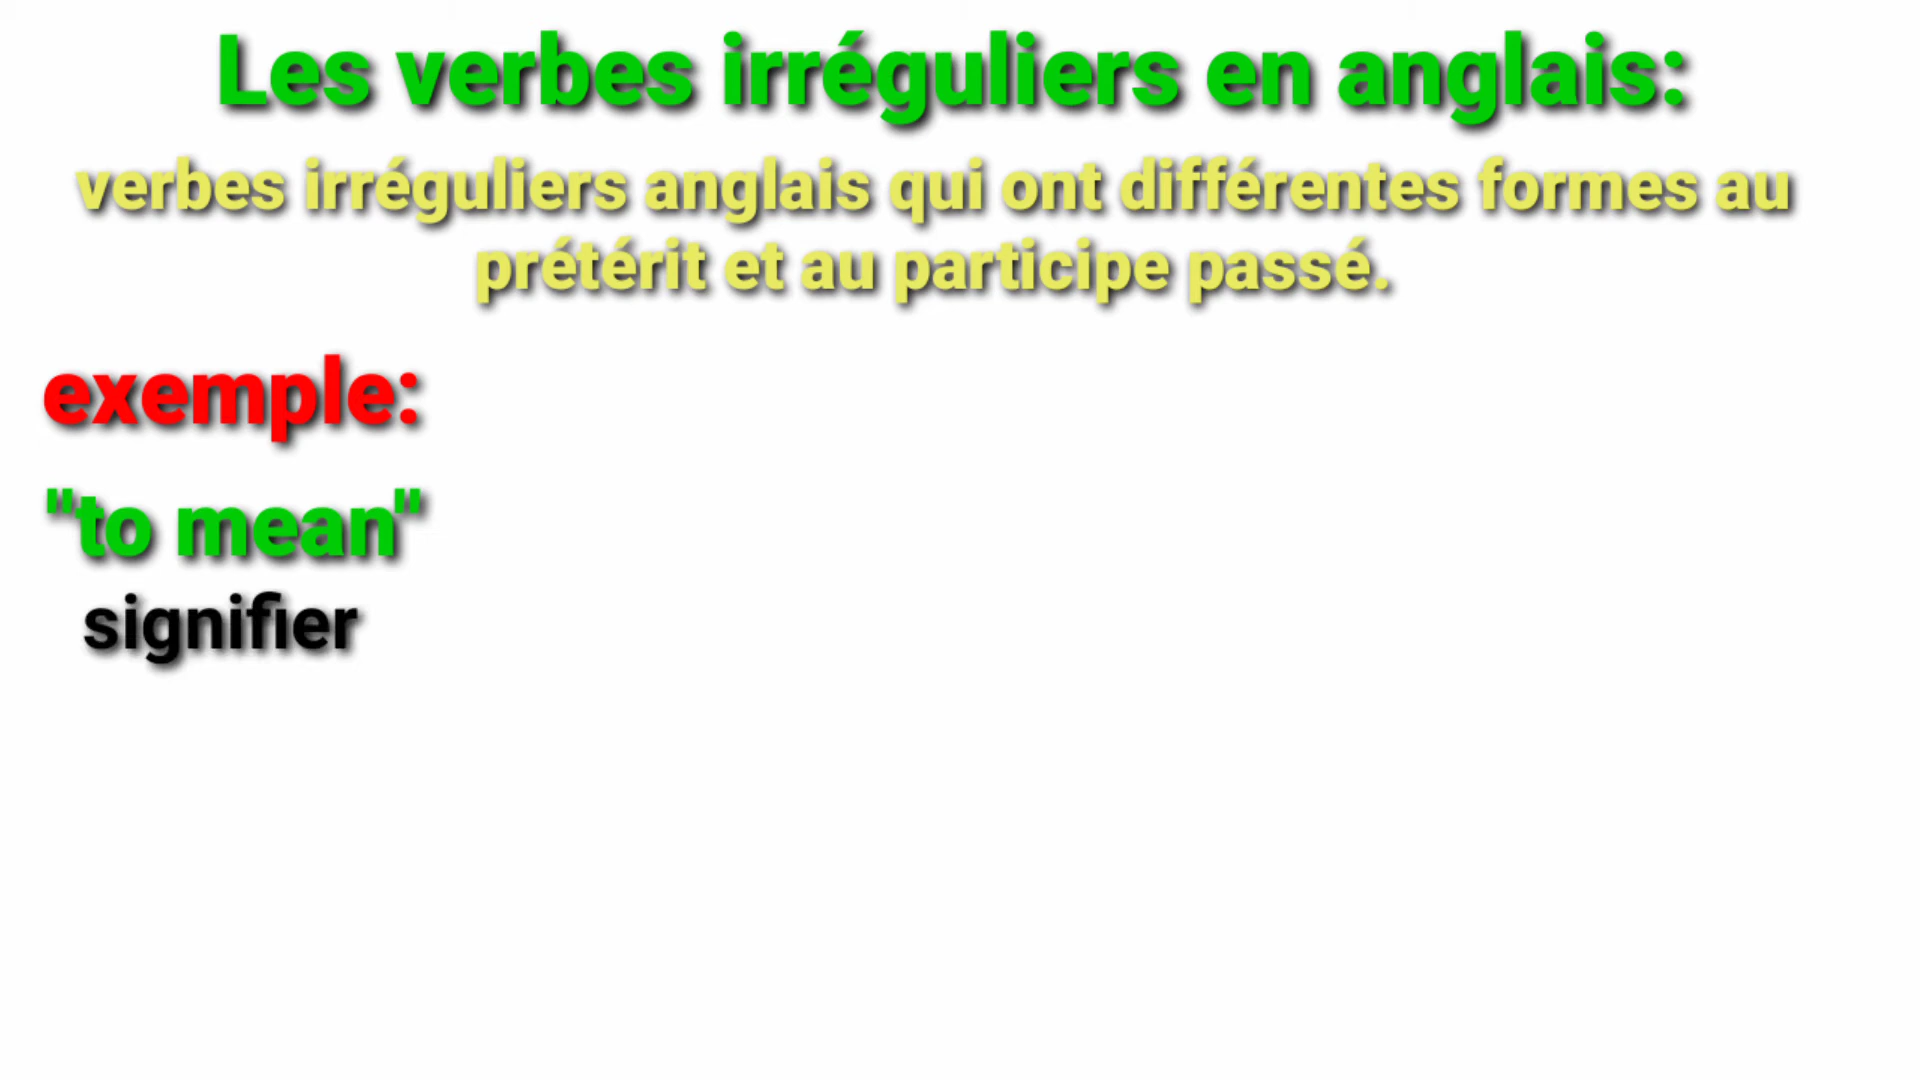 Les verbes irréguliers en anglais:
verbes irréguliers anglais qui ont différentes formes au
prétérit et au participe passé.
exemple:
"to mean"
signifier